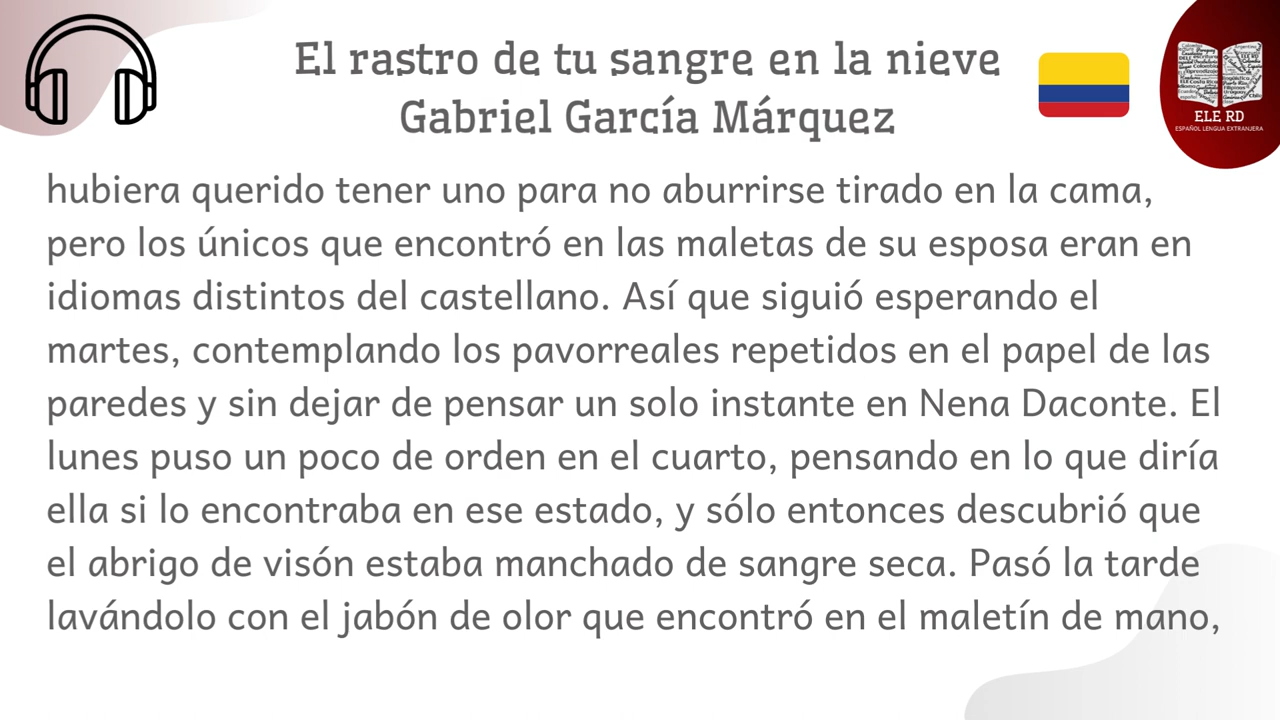 El rastro de tu sangre en la nieve
Gabriel García Márquez
ELE RD
ESPAÑOL LENGUA EXTRANJERA
hubiera querido tener uno para no aburrirse tirado en la cama,
pero los únicos que encontró en las maletas de su esposa eran en
idiomas distintos del castellano. Así que siguió esperando el
martes, contemplando los pavorreales repetidos en el papel de las
paredes y sin dejar de pensar un solo instante en Nena Daconte. El
lunes puso un poco de orden en el cuarto, pensando en lo que diría
ella si lo encontraba en ese estado, y sólo entonces descubrió que
el abrigo de visón estaba manchado de sangre seca. Pasó la tarde
lavándolo con el jabón de olor que encontró en el maletín de mano,